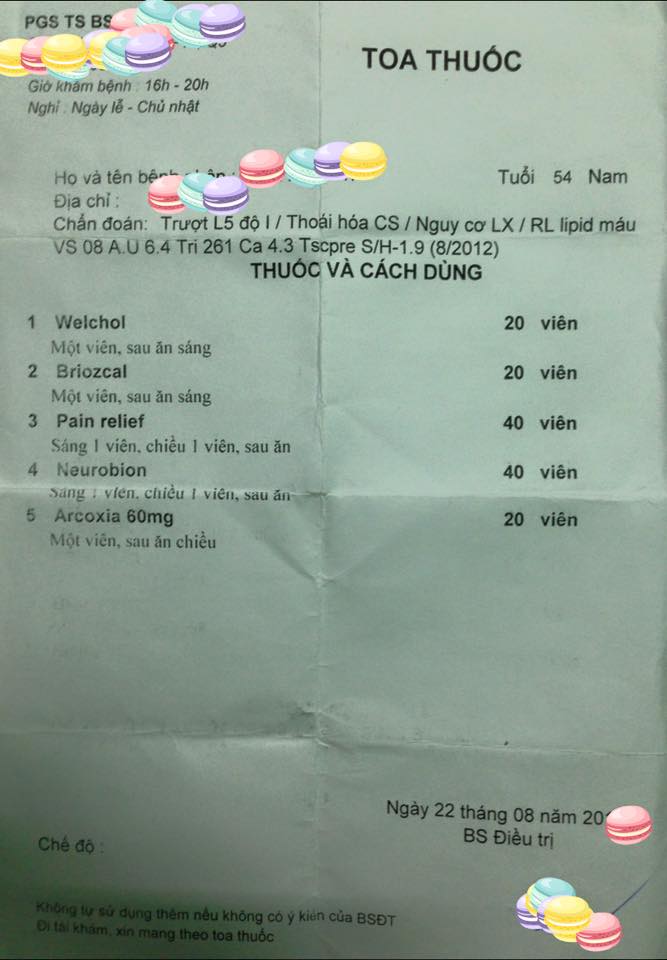 PGS TS BS
TOA THUỐC
Giờ khám bệnh : 16h - 20h
Nghỉ : Ngày lễ - Chủ nhật
Họ và tên bệnh nhân :
Tuổi 54 Nam
Địa chỉ :
Chẩn đoán: Trượt L5 độ I / Thoái hóa CS / Nguy cơ LX / RL lipid máu
VS 08 A.U 6.4 Tri 261 Ca 4.3 Tscpre S/H-1.9 (8/2012)
THUỐC VÀ CÁCH DÙNG
1 Welchol 20 viên
Một viên, sau ăn sáng
2 Briozcal 20 viên
Một viên, sau ăn sáng
3 Pain relief 40 viên
Sáng 1 viên, chiều 1 viên, sau ăn
4 Neurobion 40 viên
Sáng 1 viên, chiều 1 viên, sau ăn
5 Arcoxia 60mg 20 viên
Một viên, sau ăn chiều
Ngày 22 tháng 08 năm
BS Điều trị
Chế độ :
Không tự sử dụng thêm nếu không có ý kiến của BSĐT
Đi tái khám, xin mang theo toa thuốc